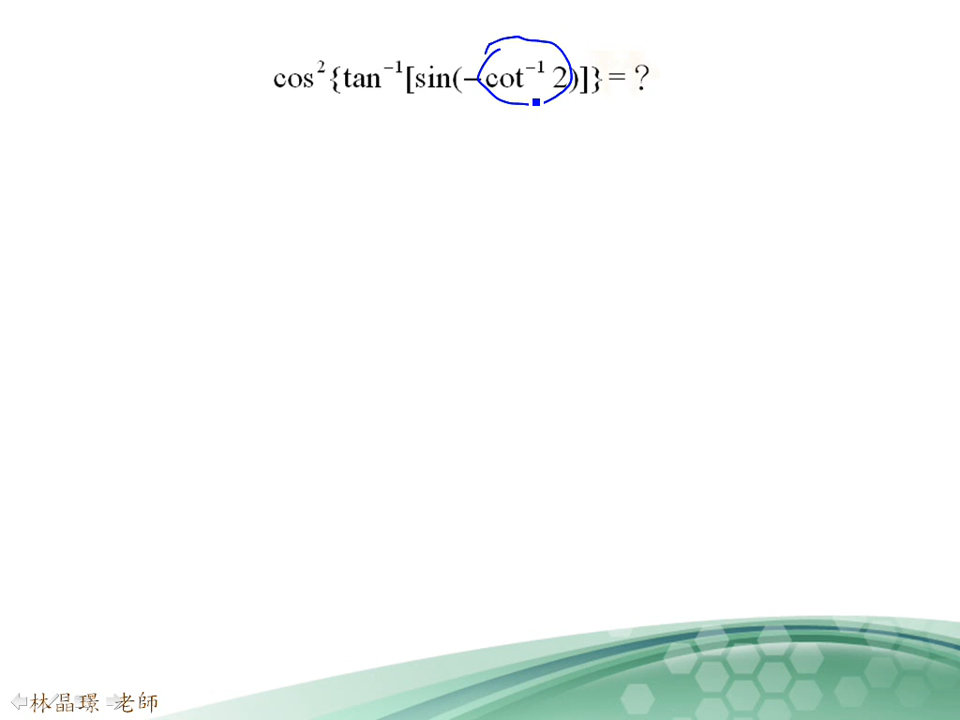 cos²{tan⁻¹[sin(−cot⁻¹ 2)]} = ?
林晶璟 老師